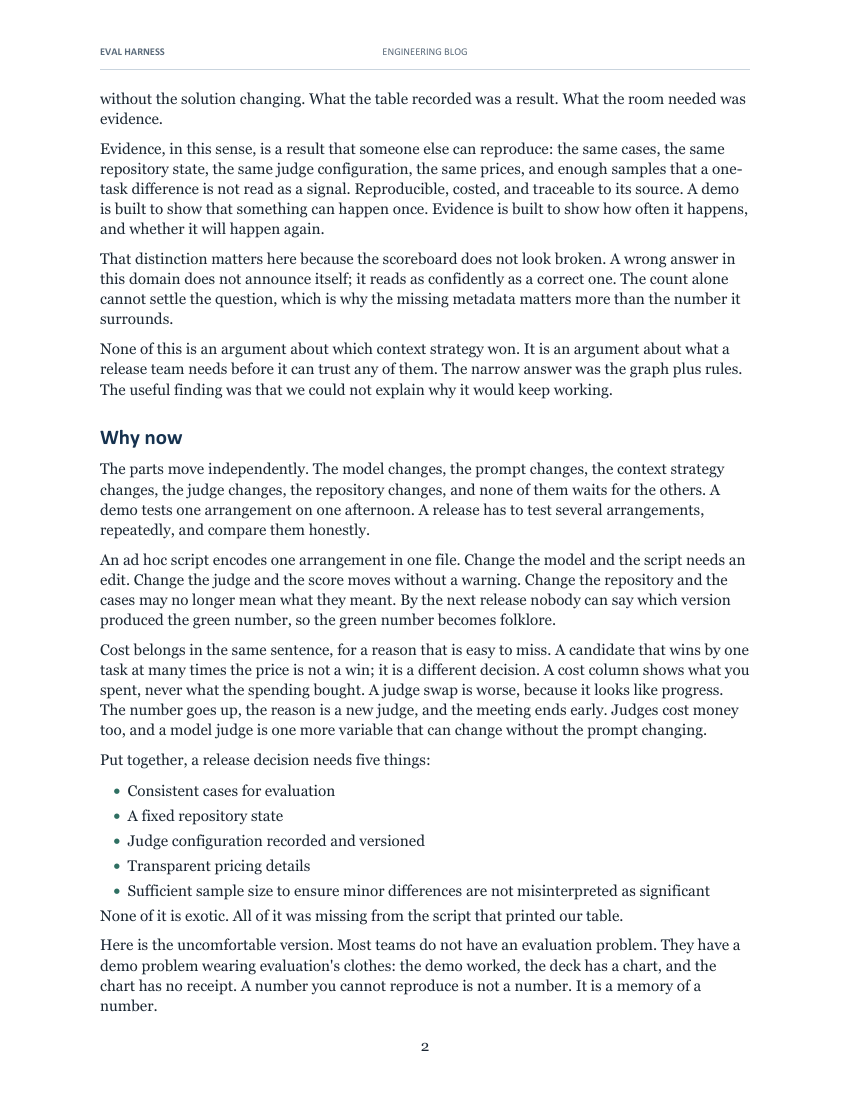 EVAL HARNESS
ENGINEERING BLOG
without the solution changing. What the table recorded was a result. What the room needed was
evidence.
Evidence, in this sense, is a result that someone else can reproduce: the same cases, the same
repository state, the same judge configuration, the same prices, and enough samples that a one-
task difference is not read as a signal. Reproducible, costed, and traceable to its source. A demo
is built to show that something can happen once. Evidence is built to show how often it happens,
and whether it will happen again.
That distinction matters here because the scoreboard does not look broken. A wrong answer in
this domain does not announce itself; it reads as confidently as a correct one. The count alone
cannot settle the question, which is why the missing metadata matters more than the number it
surrounds.
None of this is an argument about which context strategy won. It is an argument about what a
release team needs before it can trust any of them. The narrow answer was the graph plus rules.
The useful finding was that we could not explain why it would keep working.
Why now
The parts move independently. The model changes, the prompt changes, the context strategy
changes, the judge changes, the repository changes, and none of them waits for the others. A
demo tests one arrangement on one afternoon. A release has to test several arrangements,
repeatedly, and compare them honestly.
An ad hoc script encodes one arrangement in one file. Change the model and the script needs an
edit. Change the judge and the score moves without a warning. Change the repository and the
cases may no longer mean what they meant. By the next release nobody can say which version
produced the green number, so the green number becomes folklore.
Cost belongs in the same sentence, for a reason that is easy to miss. A candidate that wins by one
task at many times the price is not a win; it is a different decision. A cost column shows what you
spent, never what the spending bought. A judge swap is worse, because it looks like progress.
The number goes up, the reason is a new judge, and the meeting ends early. Judges cost money
too, and a model judge is one more variable that can change without the prompt changing.
Put together, a release decision needs five things:
• Consistent cases for evaluation
• A fixed repository state
• Judge configuration recorded and versioned
• Transparent pricing details
• Sufficient sample size to ensure minor differences are not misinterpreted as significant
None of it is exotic. All of it was missing from the script that printed our table.
Here is the uncomfortable version. Most teams do not have an evaluation problem. They have a
demo problem wearing evaluation's clothes: the demo worked, the deck has a chart, and the
chart has no receipt. A number you cannot reproduce is not a number. It is a memory of a
number.
2